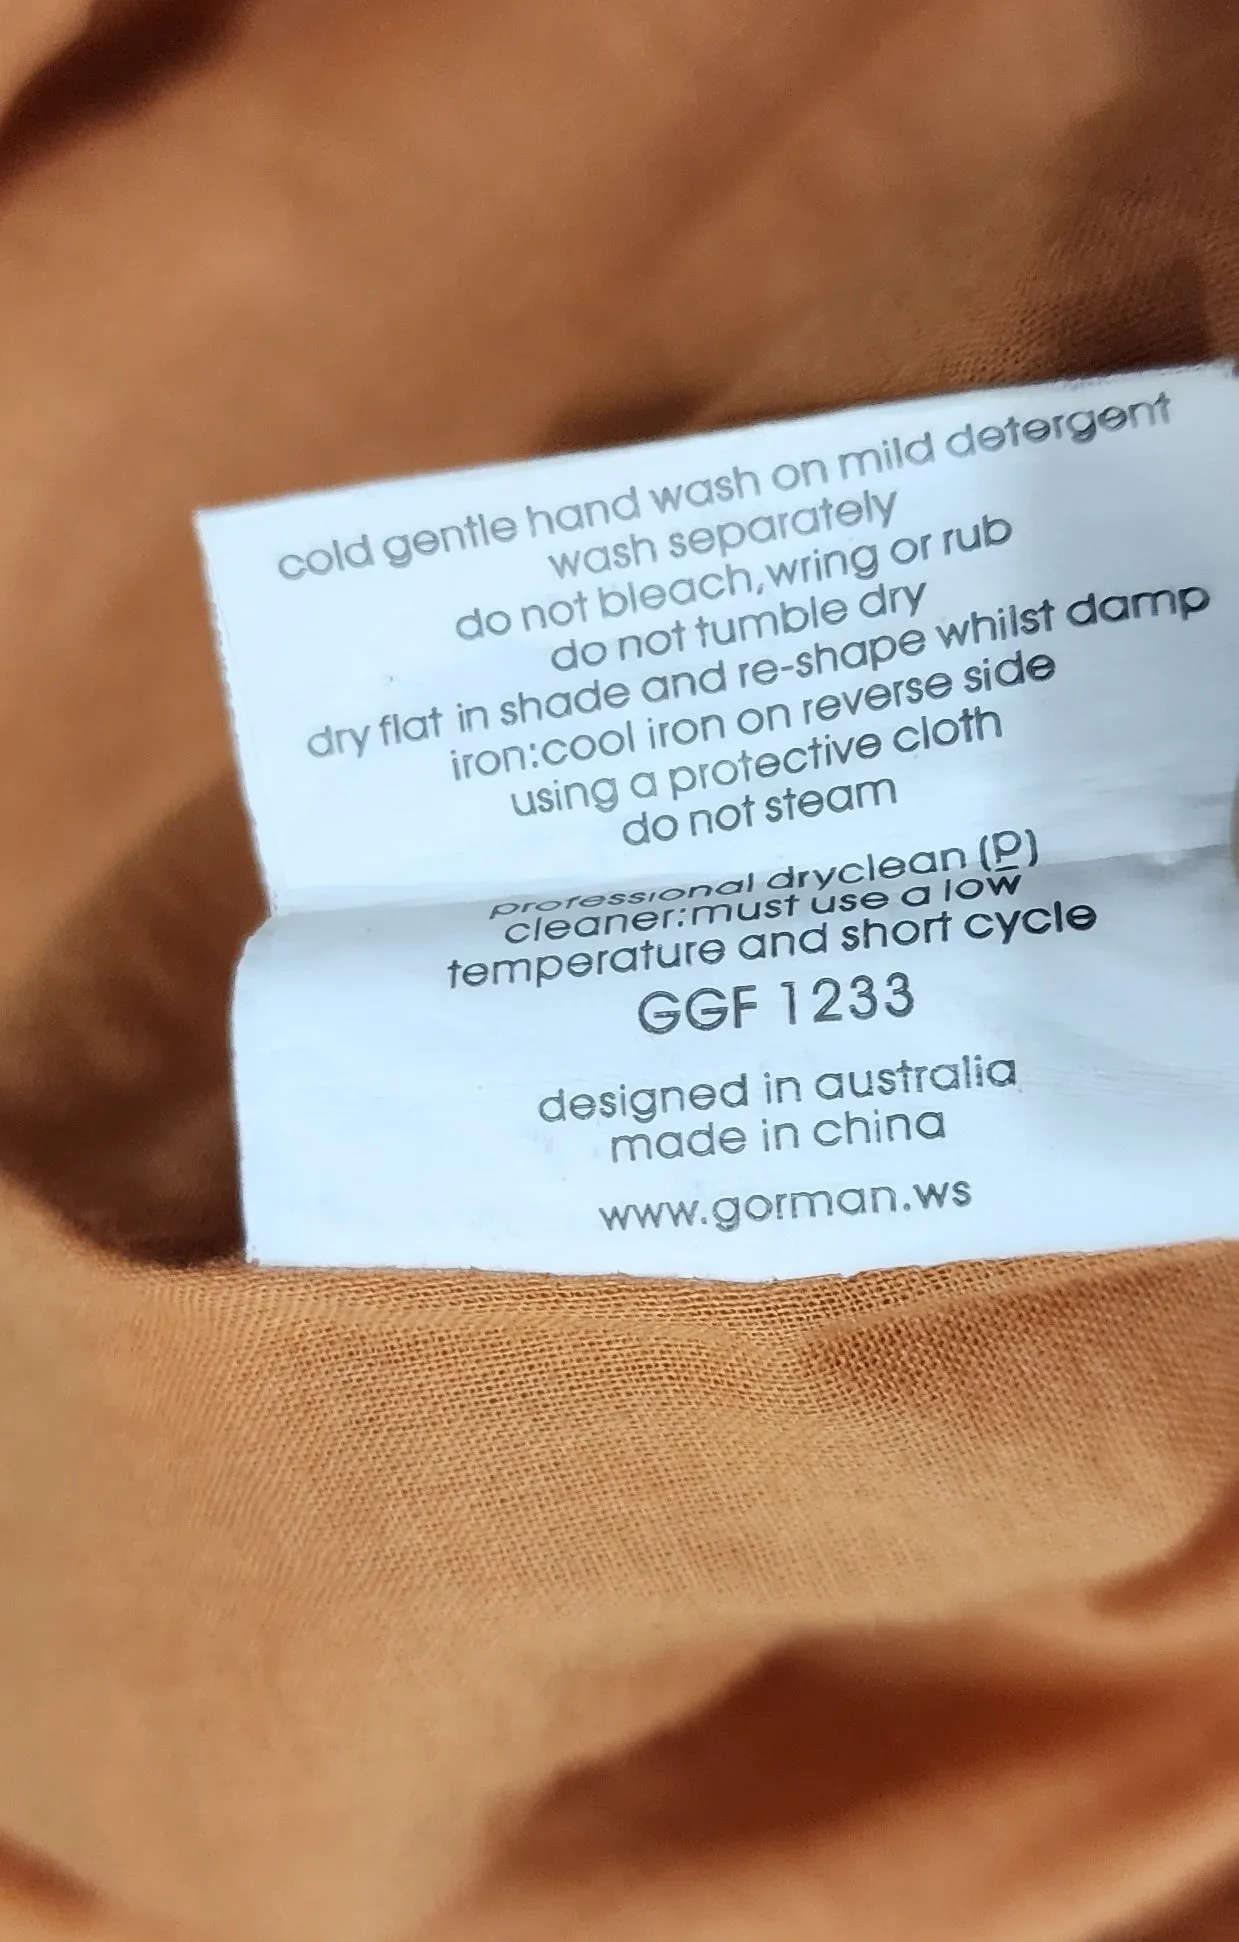 cold gentle hand wash on mild detergent
wash separately
do not bleach,wring or rub
do not tumble dry
dry flat in shade and re-shape whilst damp
iron:cool iron on reverse side
using a protective cloth
do not steam
professional dryclean (P)
cleaner:must use a low
temperature and short cycle
GGF 1233
designed in australia
made in china
www.gorman.ws